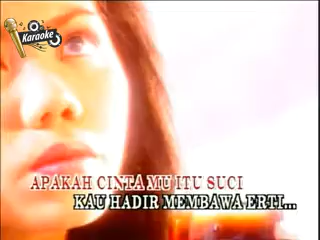 Karaoke
APAKAH CINTA MU ITU SUCI
KAU HADIR MEMBAWA ERTI...